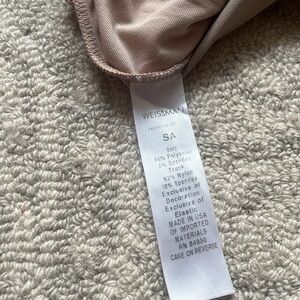 WEISSMAN
SA
95% Polyester
5% Spandex
Trunk
82% Nylon
18% Spandex
Exclusive of
Decoration
Exclusive of
Elastic
MADE IN USA
OF IMPORTED
MATERIALS
RN 64930
CARE ON REVERSE